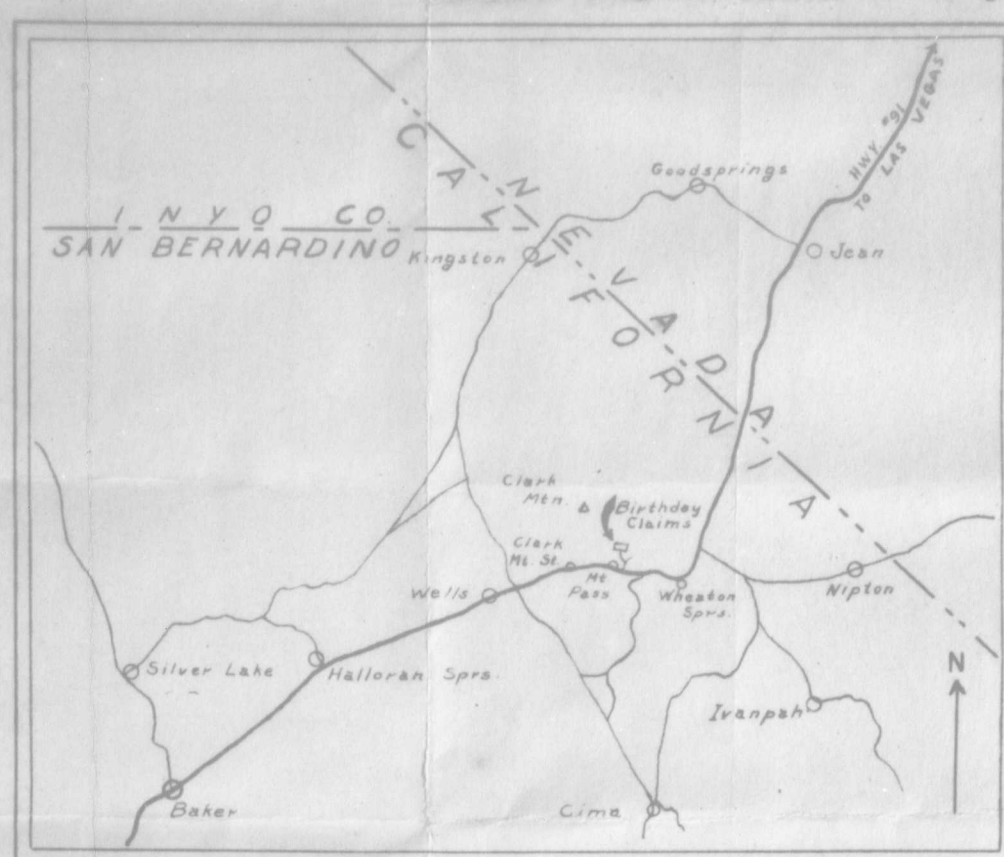 HWY. #91
TO LAS VEGAS
CALIFORNIA
NEVADA
INYO CO.
SAN BERNARDINO
Goodsprings
Kingston
Jean
Clark
Mtn.
Birthday
Claims
Clark
Mt. St.
Mt
Pass
Wells
Wheaton
Sprs.
Nipton
Silver Lake
Halloran Sprs.
Ivanpah
N
Baker
Cima